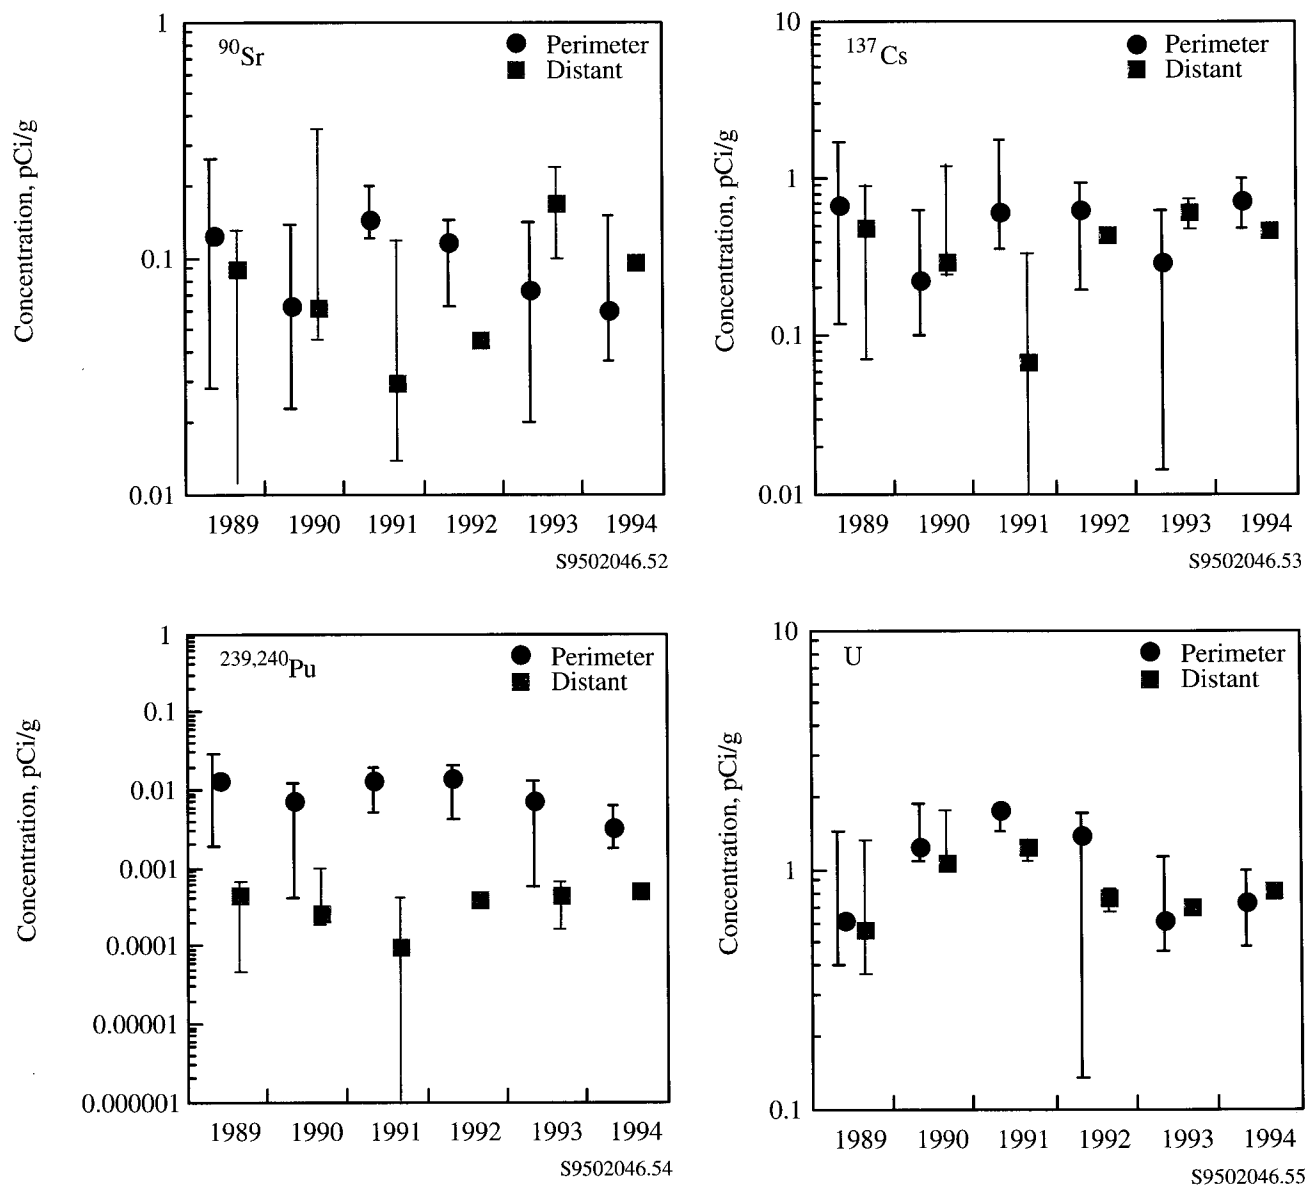 1
⁹⁰Sr
Perimeter
Distant
0.1
0.01
Concentration, pCi/g
1989 1990 1991 1992 1993 1994
S9502046.52
10
¹³⁷Cs
Perimeter
Distant
1
0.1
0.01
Concentration, pCi/g
1989 1990 1991 1992 1993 1994
S9502046.53
1
²³⁹,²⁴⁰Pu
Perimeter
Distant
0.1
0.01
0.001
0.0001
0.00001
0.000001
Concentration, pCi/g
1989 1990 1991 1992 1993 1994
S9502046.54
10
U
Perimeter
Distant
1
0.1
Concentration, pCi/g
1989 1990 1991 1992 1993 1994
S9502046.55